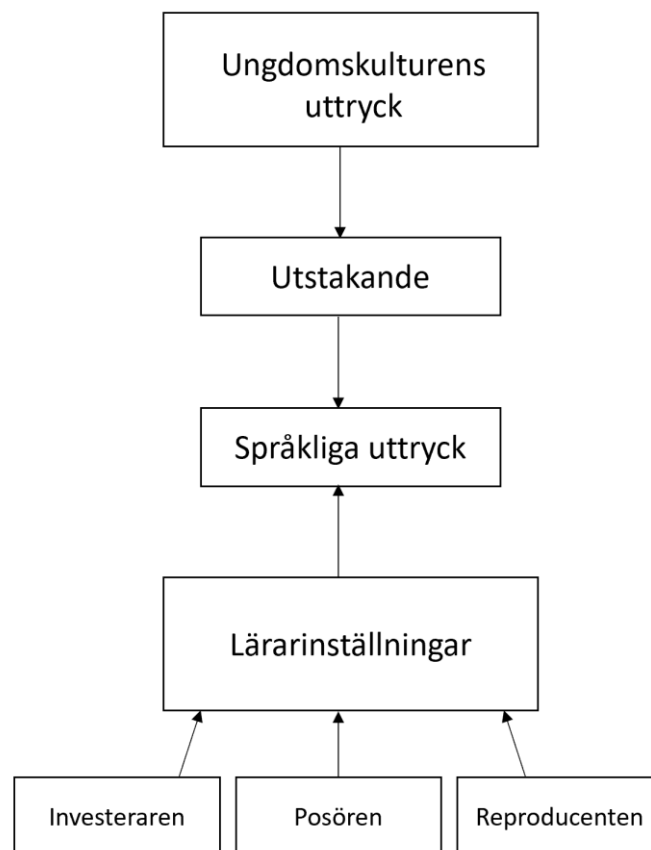 Ungdomskulturens
uttryck
Utstakande
Språkliga uttryck
Lärarinställningar
Investeraren
Posören
Reproducenten